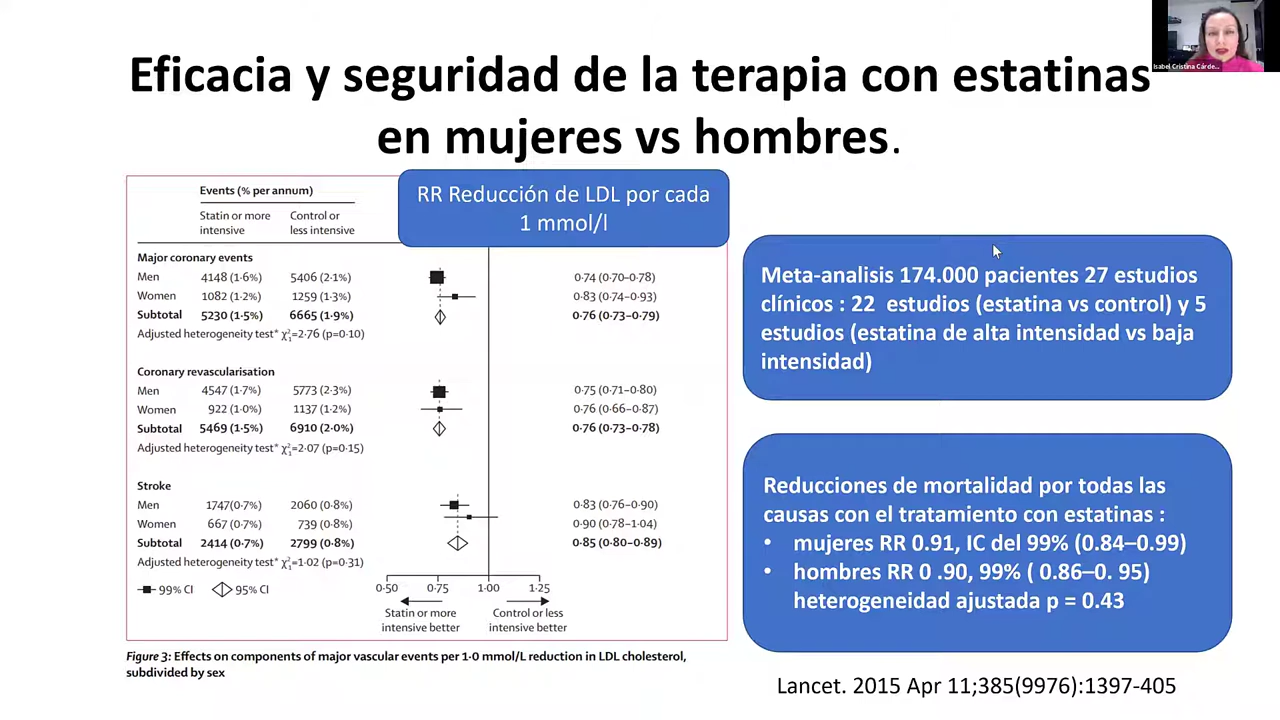 Isabel Cristina Cárde...
Eficacia y seguridad de la terapia con estatinas
en mujeres vs hombres.
Events (% per annum)
Statin or more intensive
Control or less intensive
RR Reducción de LDL por cada
1 mmol/l
Major coronary events
Men 4148 (1·6%) 5406 (2·1%) 0·74 (0·70–0·78)
Women 1082 (1·2%) 1259 (1·3%) 0·83 (0·74–0·93)
Subtotal 5230 (1·5%) 6665 (1·9%) 0·76 (0·73–0·79)
Adjusted heterogeneity test* χ²₁=2·76 (p=0·10)
Coronary revascularisation
Men 4547 (1·7%) 5773 (2·3%) 0·75 (0·71–0·80)
Women 922 (1·0%) 1137 (1·2%) 0·76 (0·66–0·87)
Subtotal 5469 (1·5%) 6910 (2·0%) 0·76 (0·73–0·78)
Adjusted heterogeneity test* χ²₁=2·07 (p=0·15)
Stroke
Men 1747(0·7%) 2060 (0·8%) 0·83 (0·76–0·90)
Women 667 (0·7%) 739 (0·8%) 0·90 (0·78–1·04)
Subtotal 2414 (0·7%) 2799 (0·8%) 0·85 (0·80–0·89)
Adjusted heterogeneity test* χ²₁=1·02 (p=0·31)
99% CI 95% CI
0·50 0·75 1·00 1·25
Statin or more intensive better
Control or less intensive better
Figure 3: Effects on components of major vascular events per 1·0 mmol/L reduction in LDL cholesterol,
subdivided by sex
Meta-analisis 174.000 pacientes 27 estudios
clínicos : 22 estudios (estatina vs control) y 5
estudios (estatina de alta intensidad vs baja
intensidad)
Reducciones de mortalidad por todas las
causas con el tratamiento con estatinas :
• mujeres RR 0.91, IC del 99% (0.84–0.99)
• hombres RR 0 .90, 99% ( 0.86–0. 95)
heterogeneidad ajustada p = 0.43
Lancet. 2015 Apr 11;385(9976):1397-405